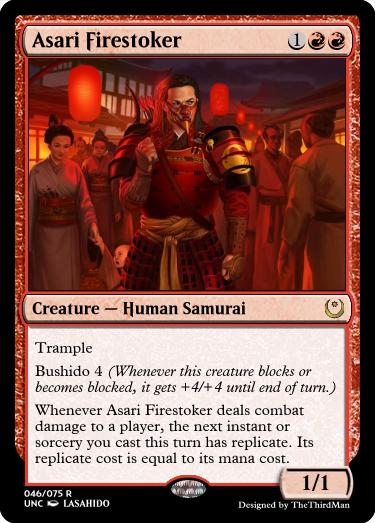 Asari Firestoker 1
Creature — Human Samurai
Trample
Bushido 4 (Whenever this creature blocks or
becomes blocked, it gets +4/+4 until end of turn.)
Whenever Asari Firestoker deals combat
damage to a player, the next instant or
sorcery you cast this turn has replicate. Its
replicate cost is equal to its mana cost.
1/1
046/075 R
UNC LASAHIDO
Designed by TheThirdMan